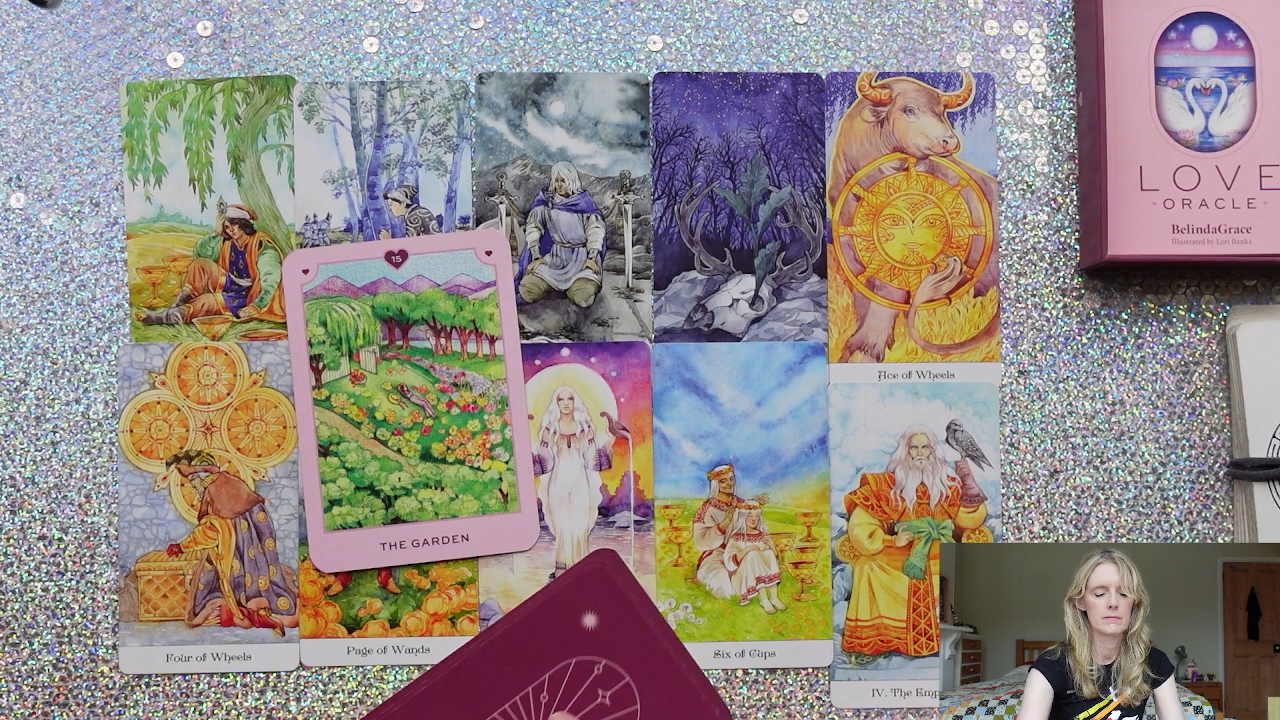 LOVE
ORACLE
BelindaGrace
Illustrated by Lori Banks
15
THE GARDEN
Ace of Wheels
Four of Wheels
Page of Wands
Six of Cups
IV. The Emp